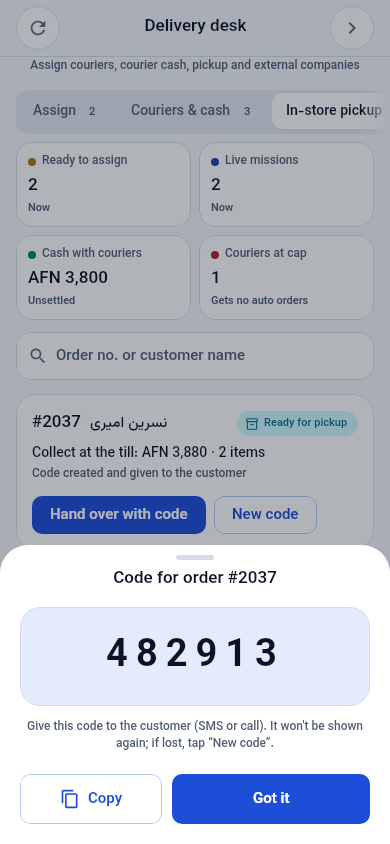 Delivery desk
Assign couriers, courier cash, pickup and external companies
Assign 2 Couriers & cash 3 In-store pickup
Ready to assign
2
Now
Live missions
2
Now
Cash with couriers
AFN 3,800
Unsettled
Couriers at cap
1
Gets no auto orders
Order no. or customer name
#2037 نسرین امیری Ready for pickup
Collect at the till: AFN 3,880 · 2 items
Code created and given to the customer
Hand over with code New code
Code for order #2037
482913
Give this code to the customer (SMS or call). It won't be shown
again; if lost, tap “New code”.
Copy Got it